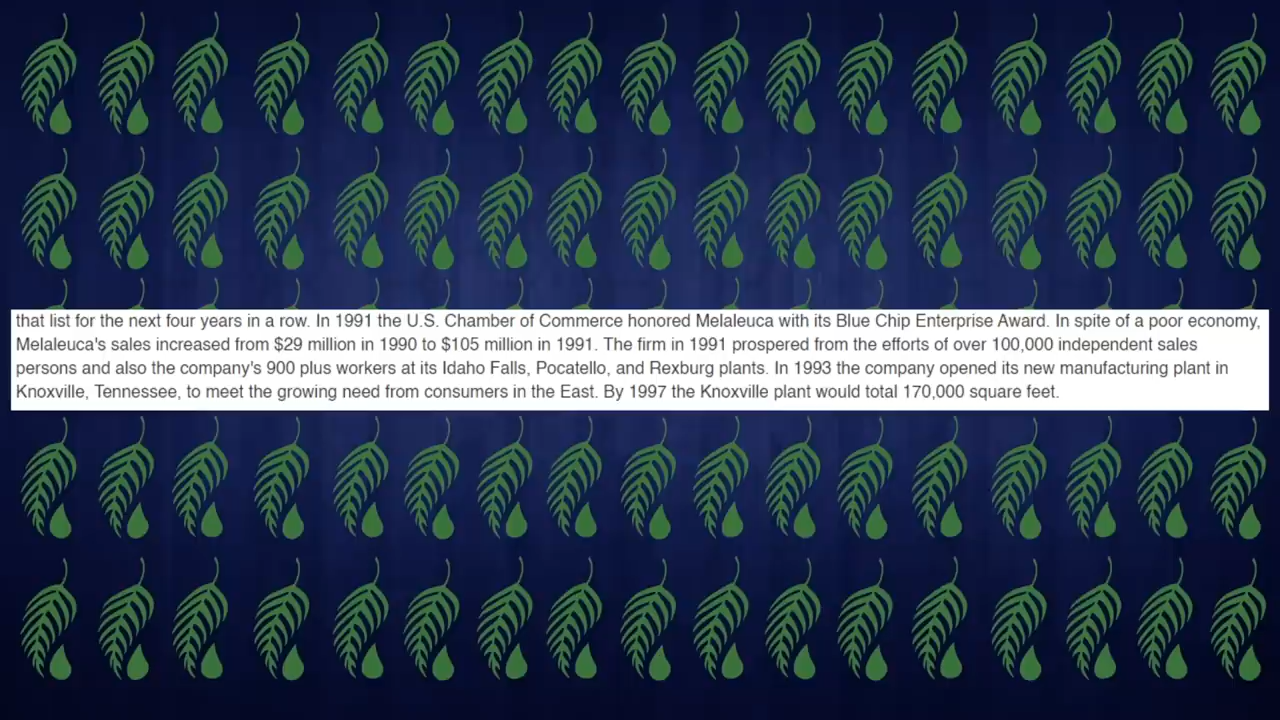 that list for the next four years in a row. In 1991 the U.S. Chamber of Commerce honored Melaleuca with its Blue Chip Enterprise Award. In spite of a poor economy,
Melaleuca's sales increased from $29 million in 1990 to $105 million in 1991. The firm in 1991 prospered from the efforts of over 100,000 independent sales
persons and also the company's 900 plus workers at its Idaho Falls, Pocatello, and Rexburg plants. In 1993 the company opened its new manufacturing plant in
Knoxville, Tennessee, to meet the growing need from consumers in the East. By 1997 the Knoxville plant would total 170,000 square feet.